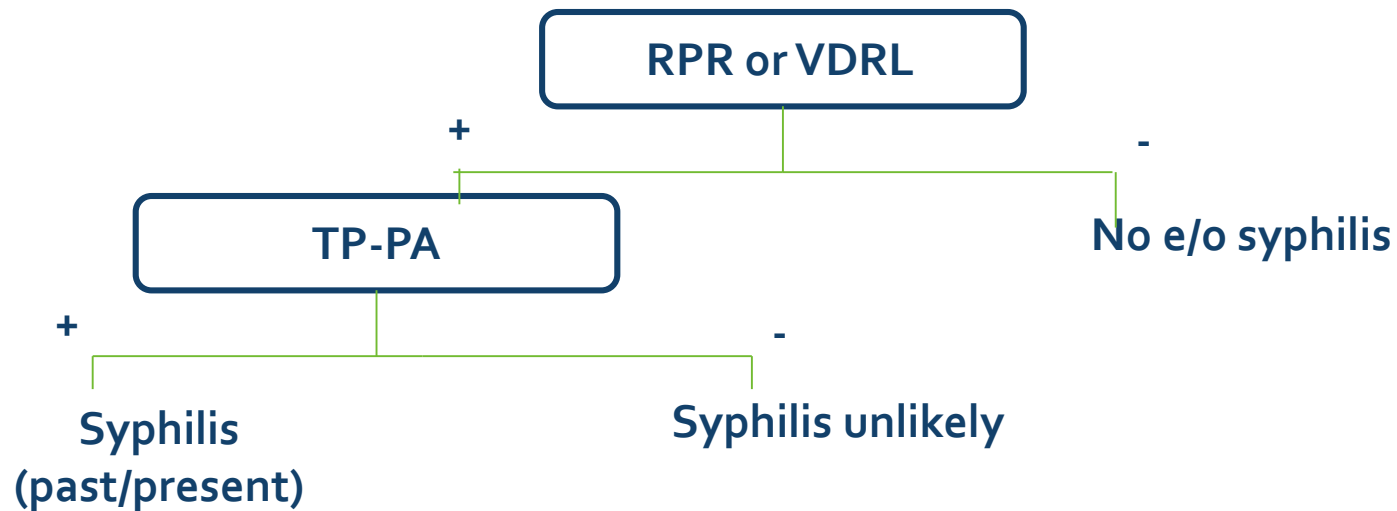 RPR or VDRL
+
-
TP-PA
No e/o syphilis
+
-
Syphilis
(past/present)
Syphilis unlikely